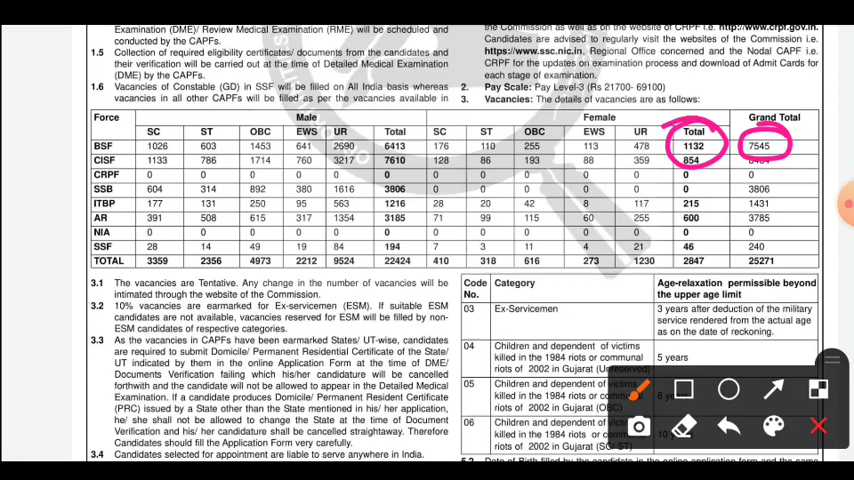 Examination (DME)/ Review Medical Examination (RME) will be scheduled and
conducted by the CAPFs.
1.5 Collection of required eligibility certificates/ documents from the candidates and
their verification will be carried out at the time of Detailed Medical Examination
(DME) by the CAPFs.
1.6 Vacancies of Constable (GD) in SSF will be filled on All India basis whereas
vacancies in all other CAPFs will be filled as per the vacancies available in
the Commission as well as on the website of CRPF i.e. http://www.crpf.gov.in.
Candidates are advised to regularly visit the websites of the Commission i.e.
https://www.ssc.nic.in, Regional Office concerned and the Nodal CAPF i.e.
CRPF for the updates on examination process and download of Admit Cards for
each stage of examination.
2. Pay Scale: Pay Level-3 (Rs 21700- 69100)
3. Vacancies: The details of vacancies are as follows:
Force Male Female Grand Total
SC ST OBC EWS UR Total SC ST OBC EWS UR Total
BSF 1026 603 1453 641 2690 6413 176 110 255 113 478 1132 7545
CISF 1133 786 1714 760 3217 7610 128 86 193 88 359 854 8464
CRPF 0 0 0 0 0 0 0 0 0 0 0 0 0
SSB 604 314 892 380 1616 3806 0 0 0 0 0 0 3806
ITBP 177 131 250 95 563 1216 28 20 42 8 117 215 1431
AR 391 508 615 317 1354 3185 71 99 115 60 255 600 3785
NIA 0 0 0 0 0 0 0 0 0 0 0 0 0
SSF 28 14 49 19 84 194 7 3 11 4 21 46 240
TOTAL 3359 2356 4973 2212 9524 22424 410 318 616 273 1230 2847 25271
3.1 The vacancies are Tentative. Any change in the number of vacancies will be
intimated through the website of the Commission.
3.2 10% vacancies are earmarked for Ex-servicemen (ESM). If suitable ESM
candidates are not available, vacancies reserved for ESM will be filled by non-
ESM candidates of respective categories.
3.3 As the vacancies in CAPFs have been earmarked States/ UT-wise, candidates
are required to submit Domicile/ Permanent Residential Certificate of the State/
UT indicated by them in the online Application Form at the time of DME/
Documents Verification failing which his/her candidature will be cancelled
forthwith and the candidate will not be allowed to appear in the Detailed Medical
Examination. If a candidate produces Domicile/ Permanent Resident Certificate
(PRC) issued by a State other than the State mentioned in his/ her application,
he/ she shall not be allowed to change the State at the time of Document
Verification and his/ her candidature shall be cancelled straightaway. Therefore
Candidates should fill the Application Form very carefully.
3.4 Candidates selected for appointment are liable to serve anywhere in India.
Code No. Category Age-relaxation permissible beyond
the upper age limit
03 Ex-Servicemen 3 years after deduction of the military
service rendered from the actual age
as on the date of reckoning.
04 Children and dependent of victims
killed in the 1984 riots or communal
riots of 2002 in Gujarat (Unreserved) 5 years
05 Children and dependent of victims
killed in the 1984 riots or
riots of 2002 in Gujarat (OBC)
06 Children and dependent of
killed in the 1984 riots or
riots of 2002 in Gujarat (SC/ ST)